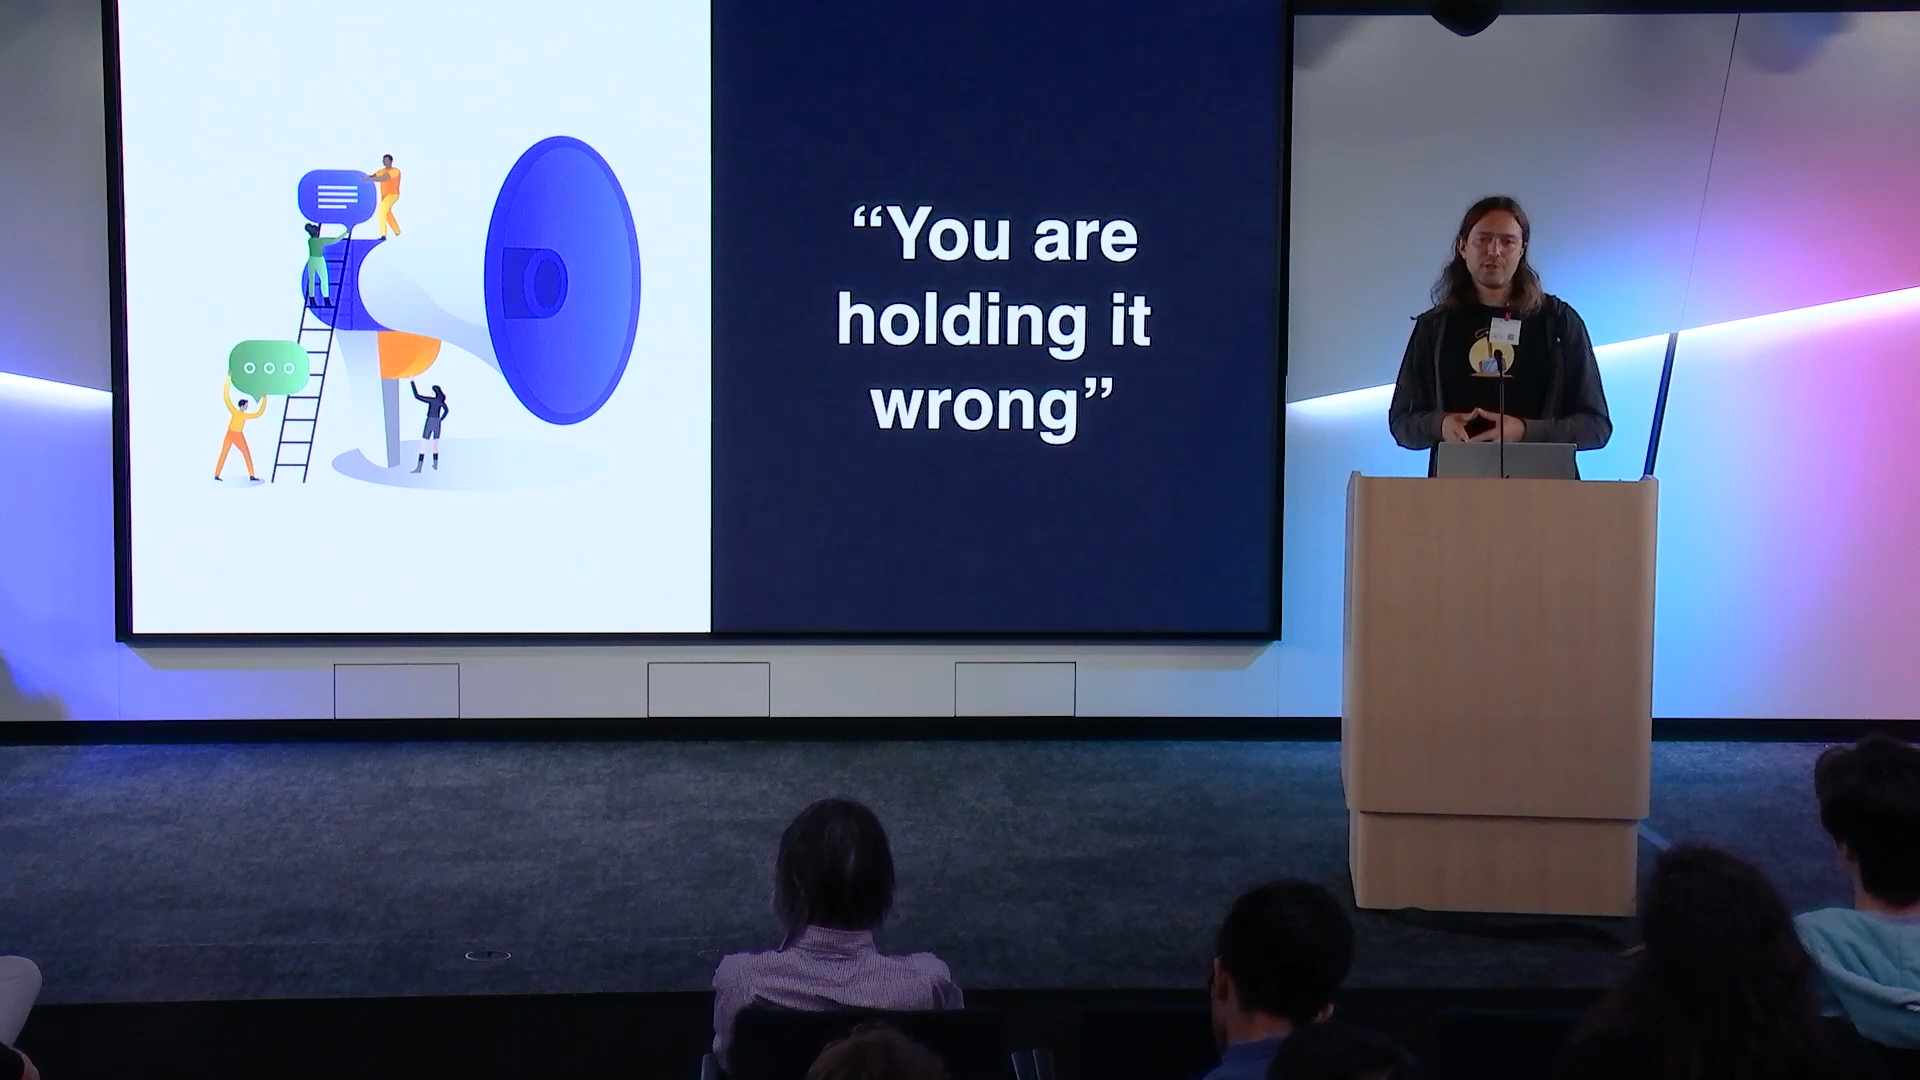 “You are
holding it
wrong”